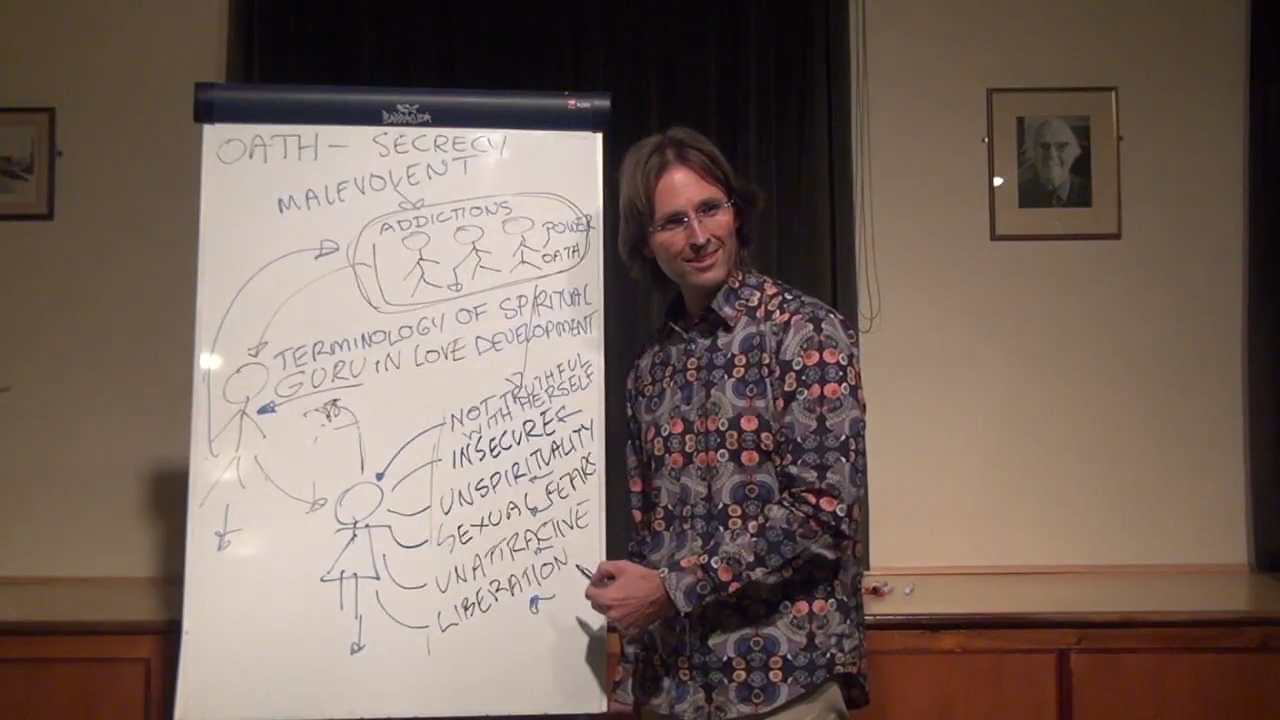 BARRACUDA
OATH - SECRECY
MALEVOLENT
ADDICTIONS
POWER
OATH
TERMINOLOGY OF SPIRITUAL
GURU IN LOVE DEVELOPMENT
NOT TRUTHFUL
WITH HERSELF
INSECURE
UNSPIRITUALITY
SEXUAL FEARS
UNATTRACTIVE
LIBERATION